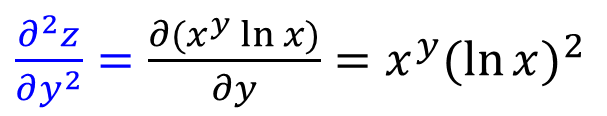 ∂²z/∂y² = ∂(x^y ln x)/∂y = x^y(ln x)²